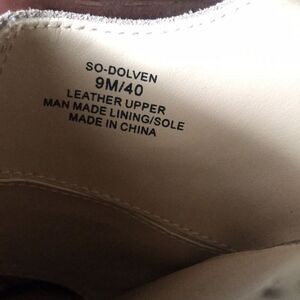 SO-DOLVEN
9M/40
LEATHER UPPER
MAN MADE LINING/SOLE
MADE IN CHINA